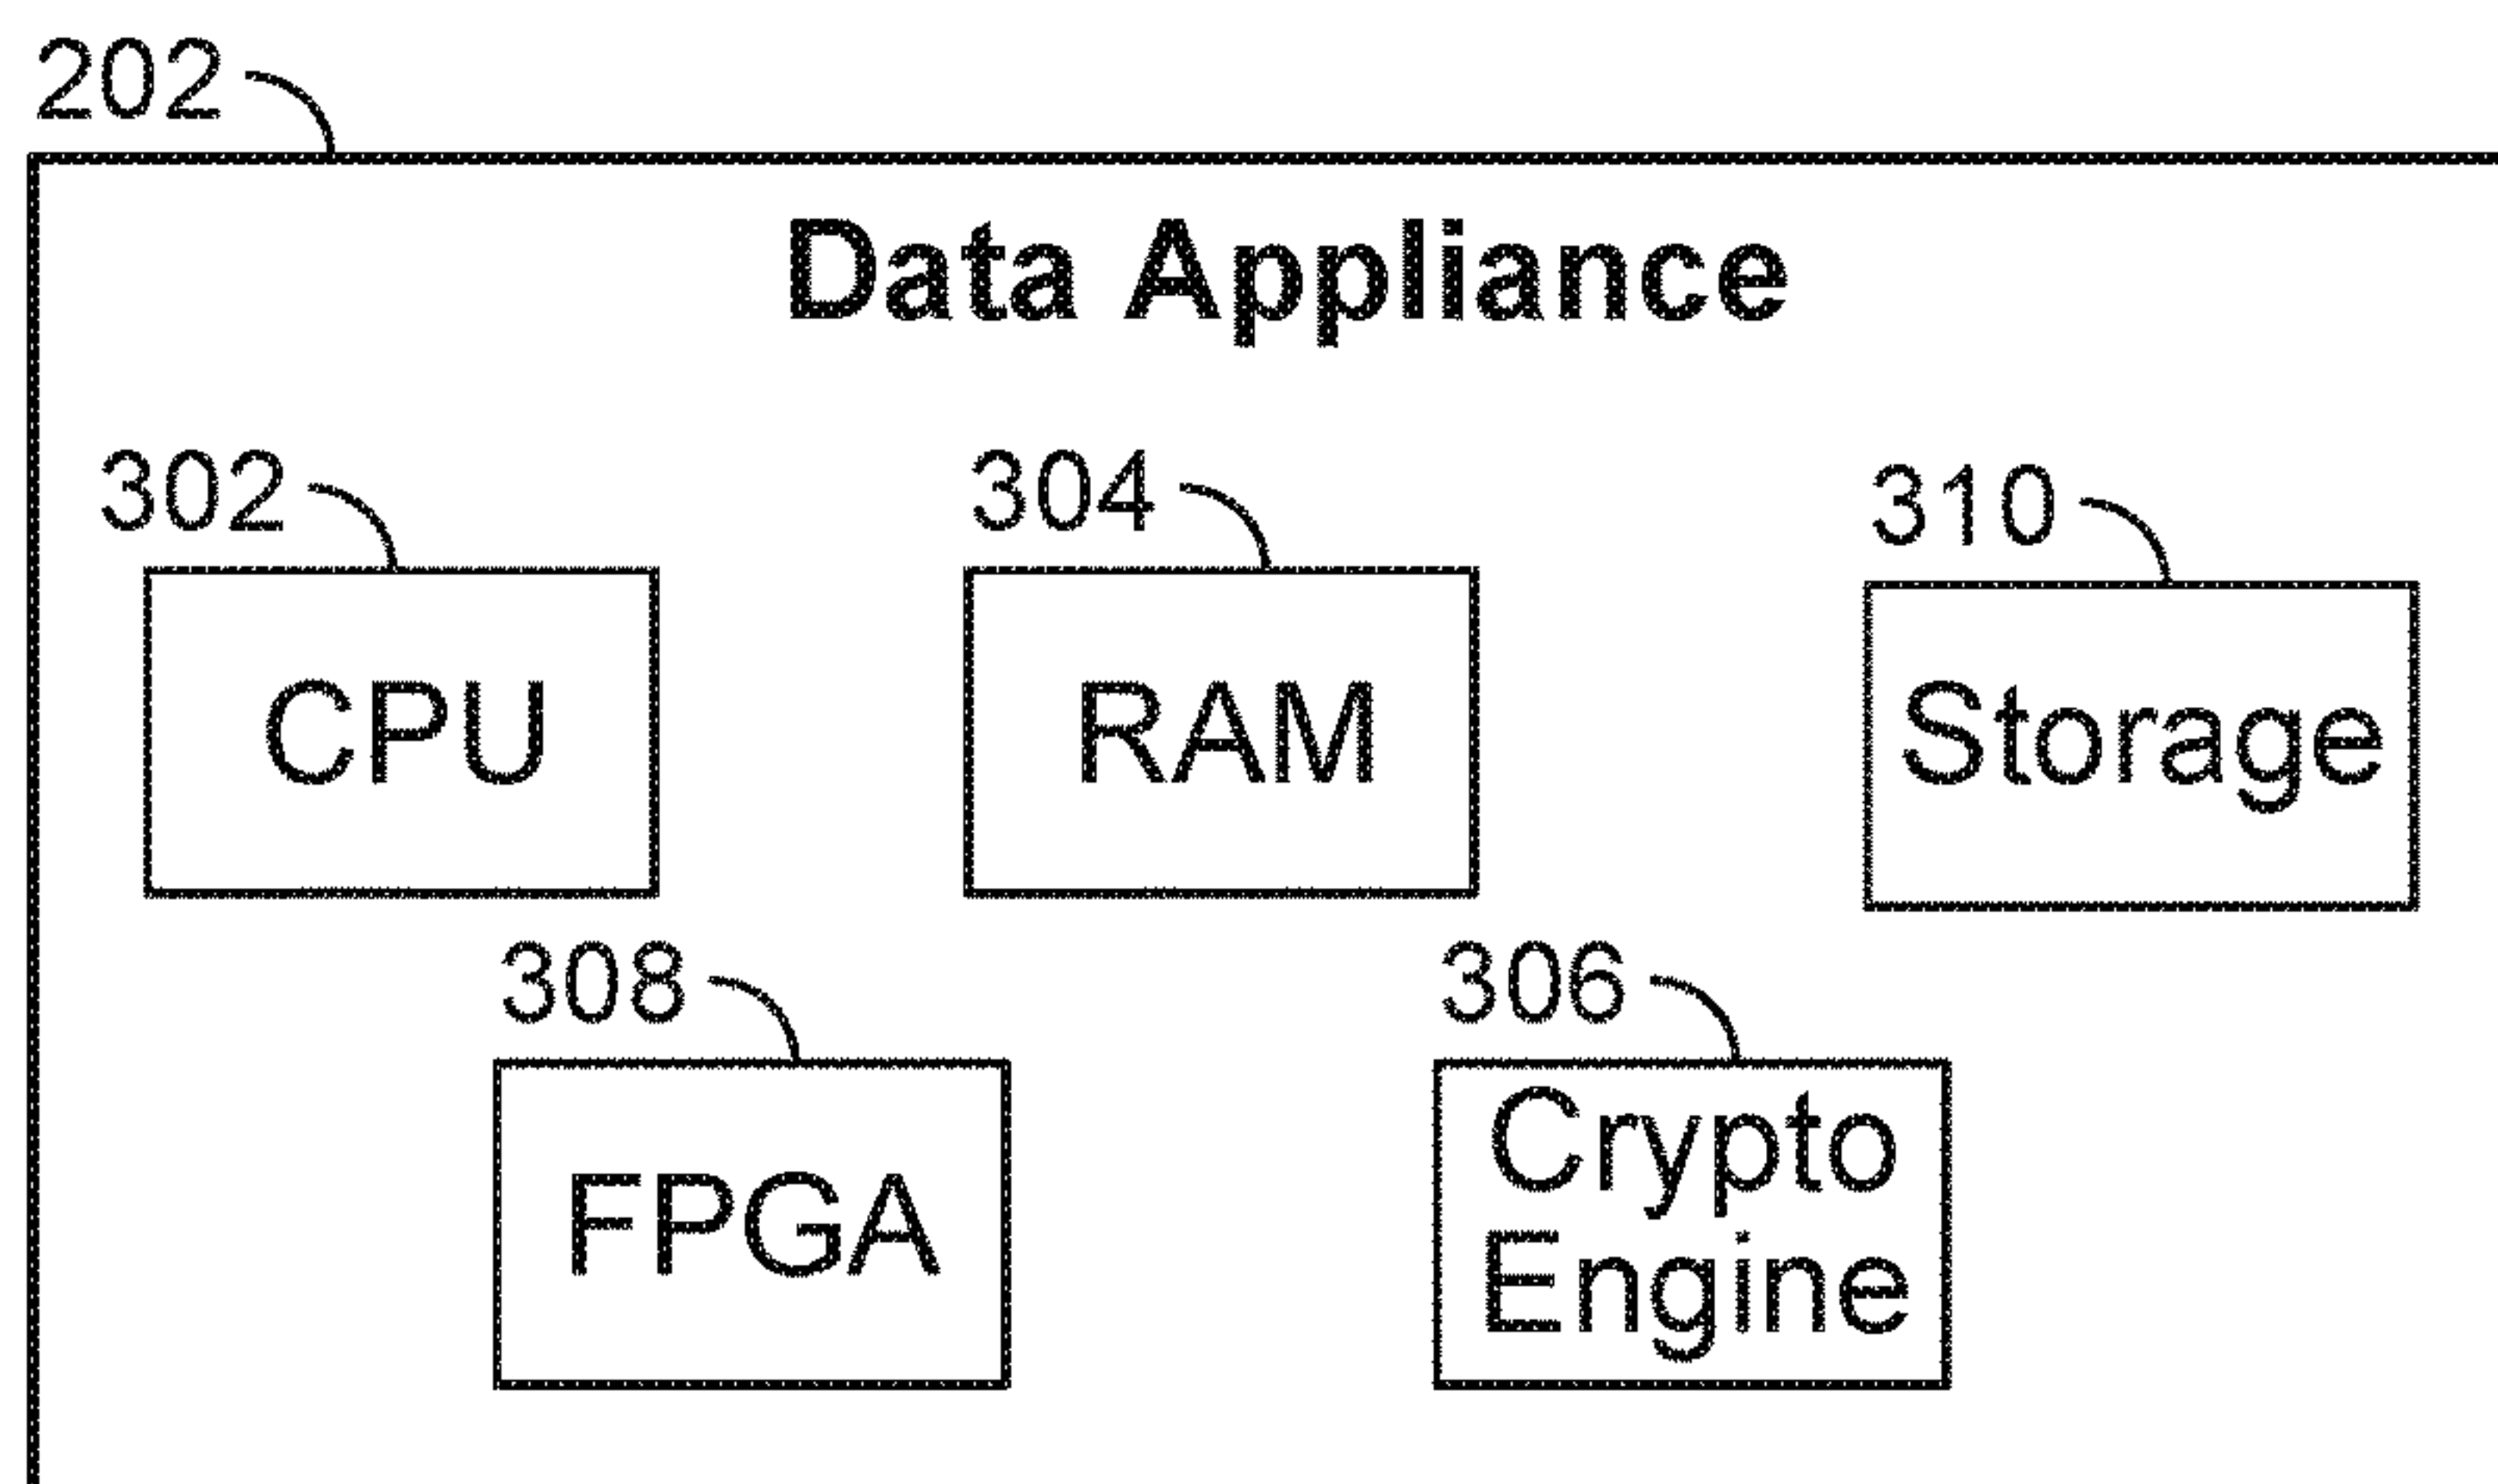 202
Data Appliance
302
304
310
CPU
RAM
Storage
308
306
FPGA
Crypto
Engine